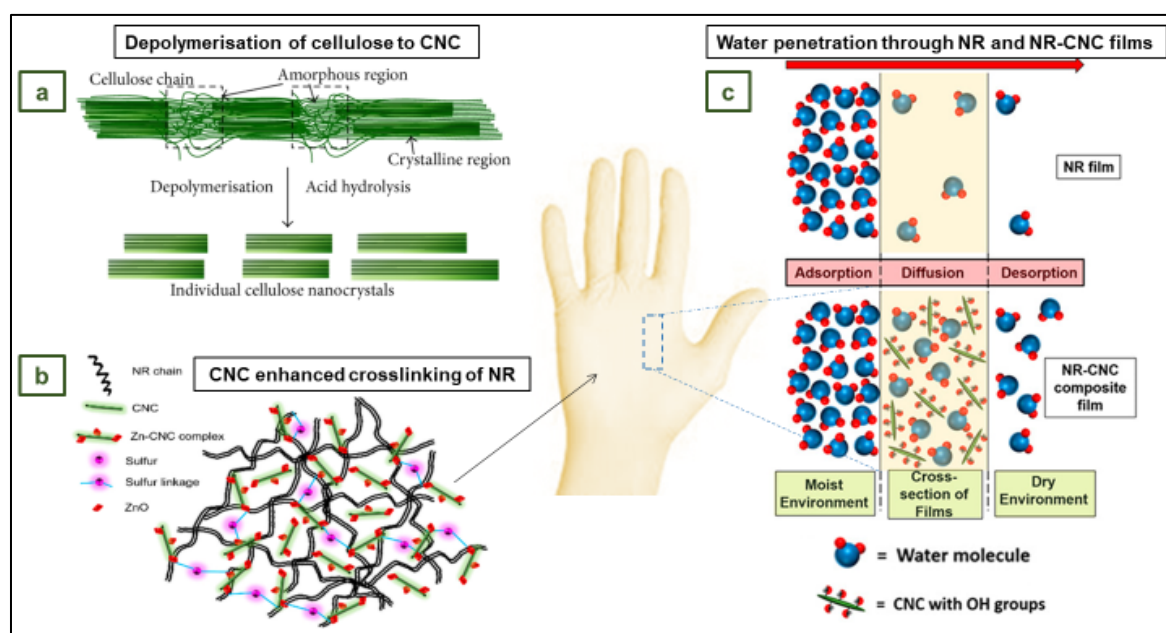 Depolymerisation of cellulose to CNC
a
Cellulose chain
Amorphous region
Crystalline region
Depolymerisation
Acid hydrolysis
Individual cellulose nanocrystals
b
CNC enhanced crosslinking of NR
NR chain
CNC
Zn-CNC complex
Sulfur
Sulfur linkage
ZnO
Water penetration through NR and NR-CNC films
c
NR film
Adsorption
Diffusion
Desorption
NR-CNC
composite
film
Moist
Environment
Cross-
section of
Films
Dry
Environment
= Water molecule
= CNC with OH groups